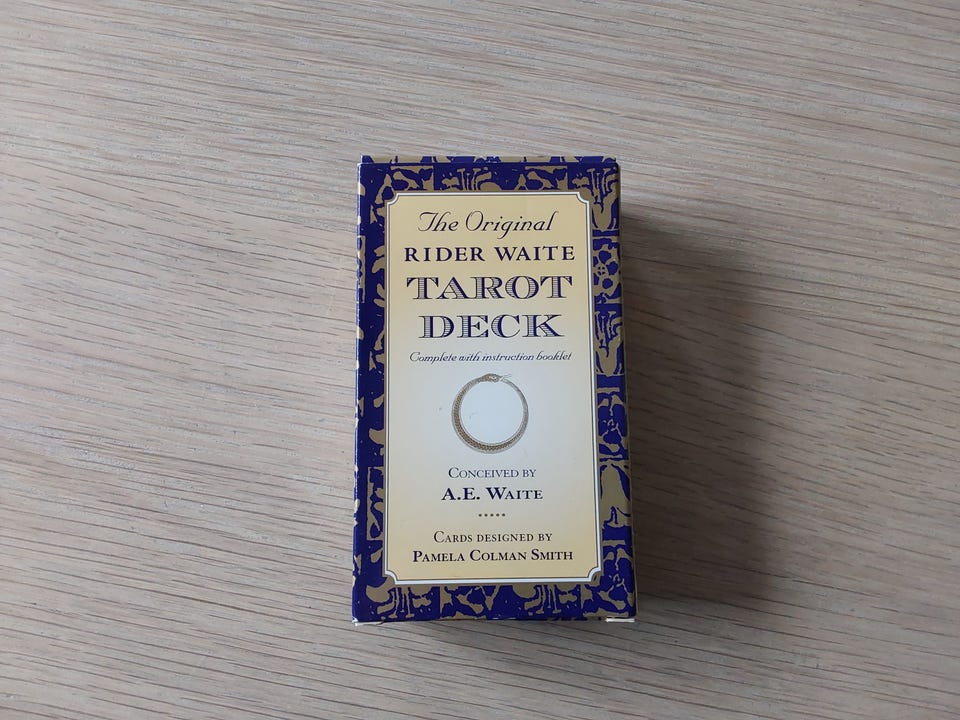 The Original
RIDER WAITE
TAROT
DECK
Complete with instruction booklet
CONCEIVED BY
A.E. WAITE
CARDS DESIGNED BY
PAMELA COLMAN SMITH